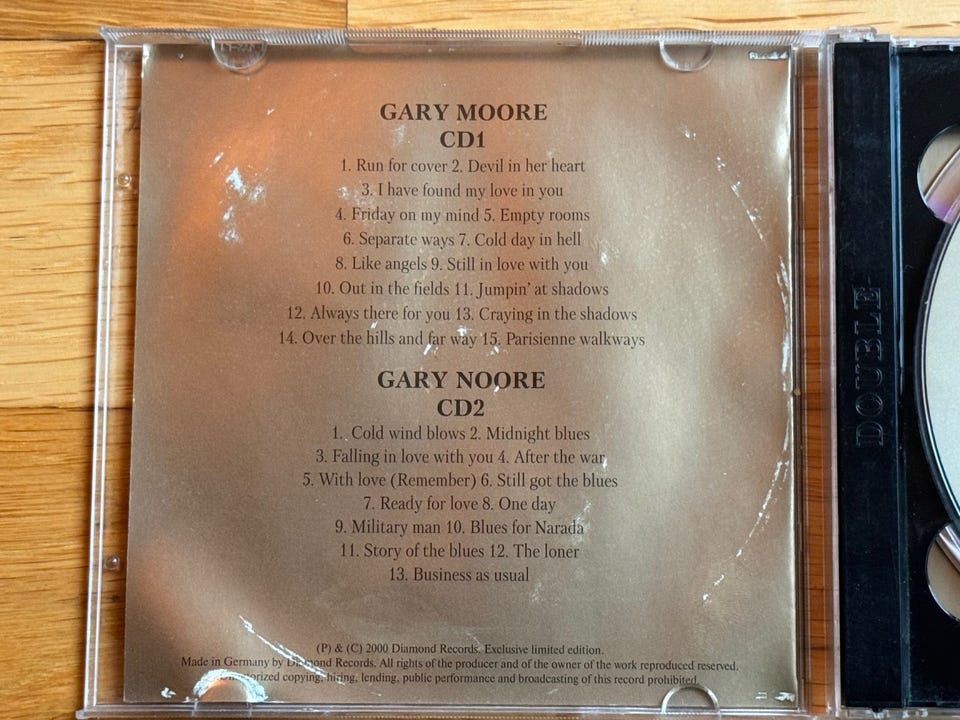 GARY MOORE
CD1
1. Run for cover 2. Devil in her heart
3. I have found my love in you
4. Friday on my mind 5. Empty rooms
6. Separate ways 7. Cold day in hell
8. Like angels 9. Still in love with you
10. Out in the fields 11. Jumpin' at shadows
12. Always there for you 13. Craying in the shadows
14. Over the hills and far way 15. Parisienne walkways
GARY NOORE
CD2
1. Cold wind blows 2. Midnight blues
3. Falling in love with you 4. After the war
5. With love (Remember) 6. Still got the blues
7. Ready for love 8. One day
9. Military man 10. Blues for Narada
11. Story of the blues 12. The loner
13. Business as usual
(P) & (C) 2000 Diamond Records. Exclusive limited edition.
Made in Germany by Diamond Records. All rights of the producer and of the owner of the work reproduced reserved.
copying, hiring, lending, public performance and broadcasting of this record prohibited.
DOUBLE